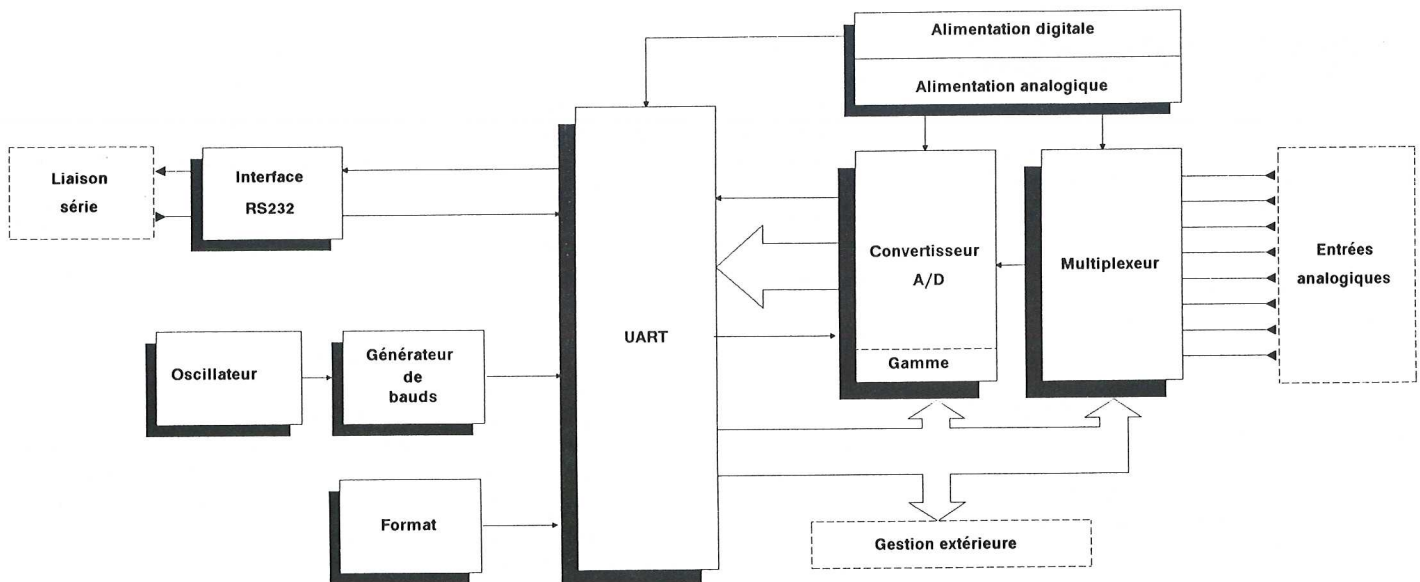 Alimentation digitale
Alimentation analogique
Liaison
série
Interface
RS232
Convertisseur
A/D
Gamme
Multiplexeur
Entrées
analogiques
UART
Oscillateur
Générateur
de
bauds
Format
Gestion extérieure